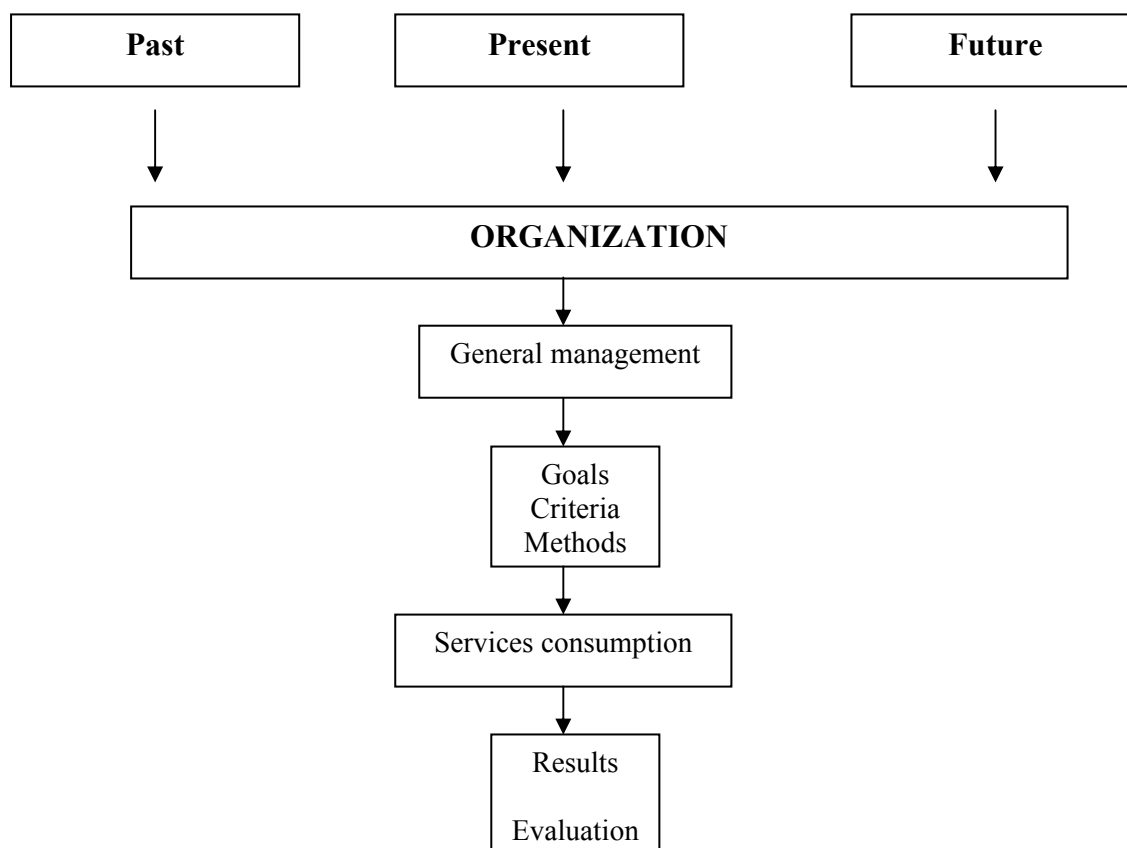 Past
Present
Future
ORGANIZATION
General management
Goals
Criteria
Methods
Services consumption
Results
Evaluation